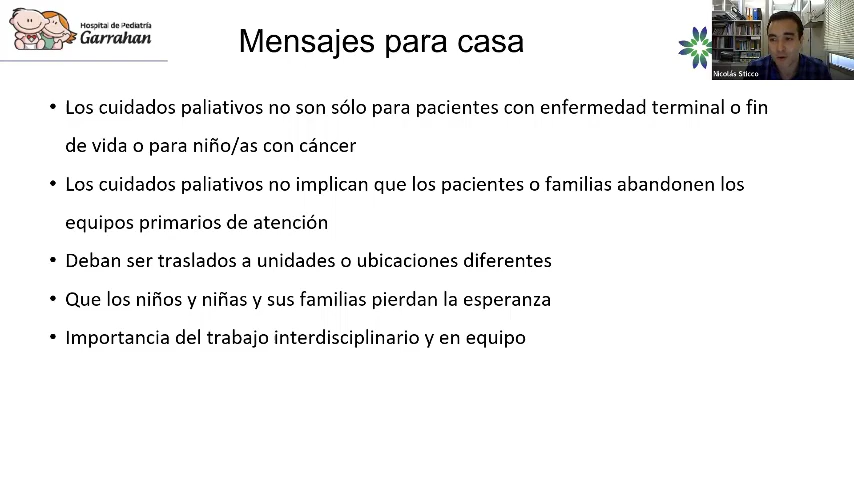 Hospital de Pediatría
Garrahan
Mensajes para casa
Nicolás Sticco
• Los cuidados paliativos no son sólo para pacientes con enfermedad terminal o fin
de vida o para niño/as con cáncer
• Los cuidados paliativos no implican que los pacientes o familias abandonen los
equipos primarios de atención
• Deban ser traslados a unidades o ubicaciones diferentes
• Que los niños y niñas y sus familias pierdan la esperanza
• Importancia del trabajo interdisciplinario y en equipo